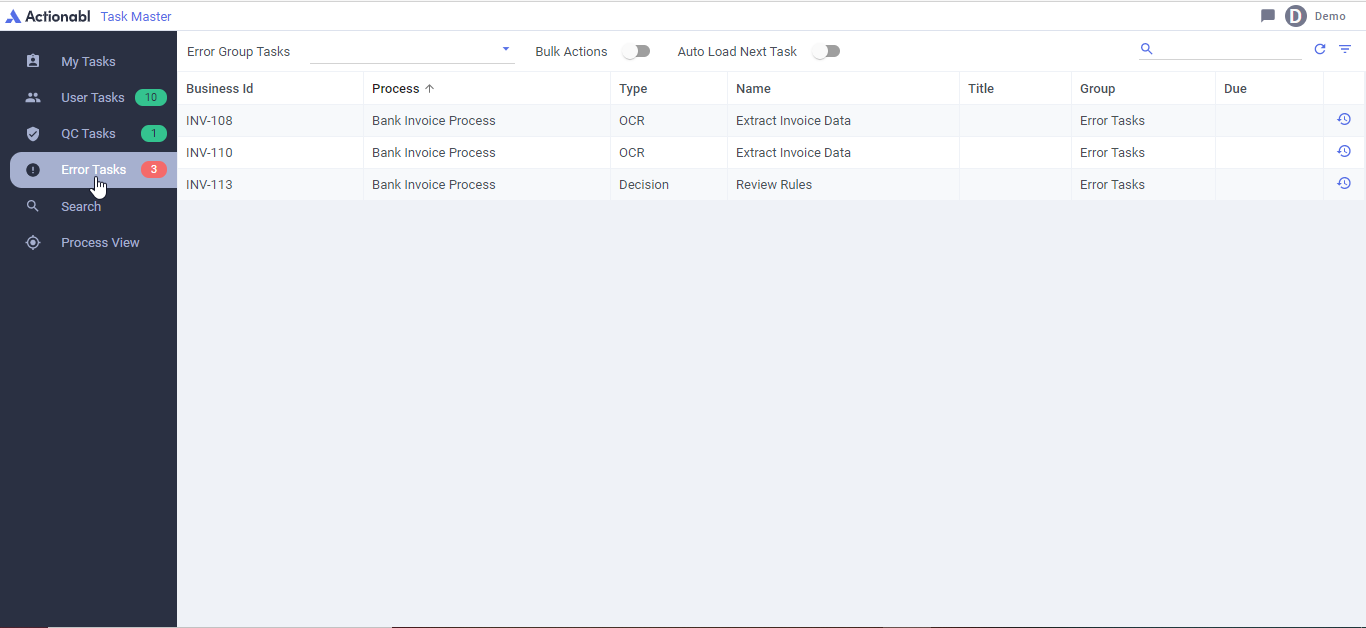 Actionabl Task Master
D Demo
My Tasks
User Tasks 10
QC Tasks 1
Error Tasks 3
Search
Process View
Error Group Tasks Bulk Actions Auto Load Next Task
Business Id Process Type Name Title Group Due
INV-108 Bank Invoice Process OCR Extract Invoice Data Error Tasks
INV-110 Bank Invoice Process OCR Extract Invoice Data Error Tasks
INV-113 Bank Invoice Process Decision Review Rules Error Tasks